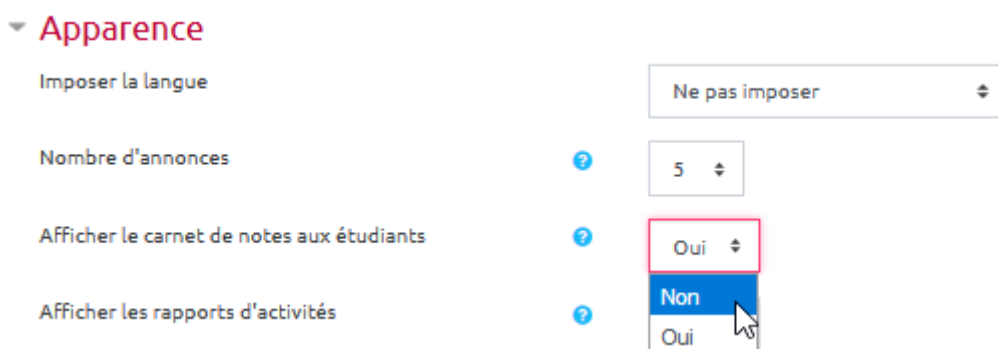 Apparence
Imposer la langue
Ne pas imposer
Nombre d'annonces
5
Afficher le carnet de notes aux étudiants
Oui
Non
Afficher les rapports d'activités
Oui